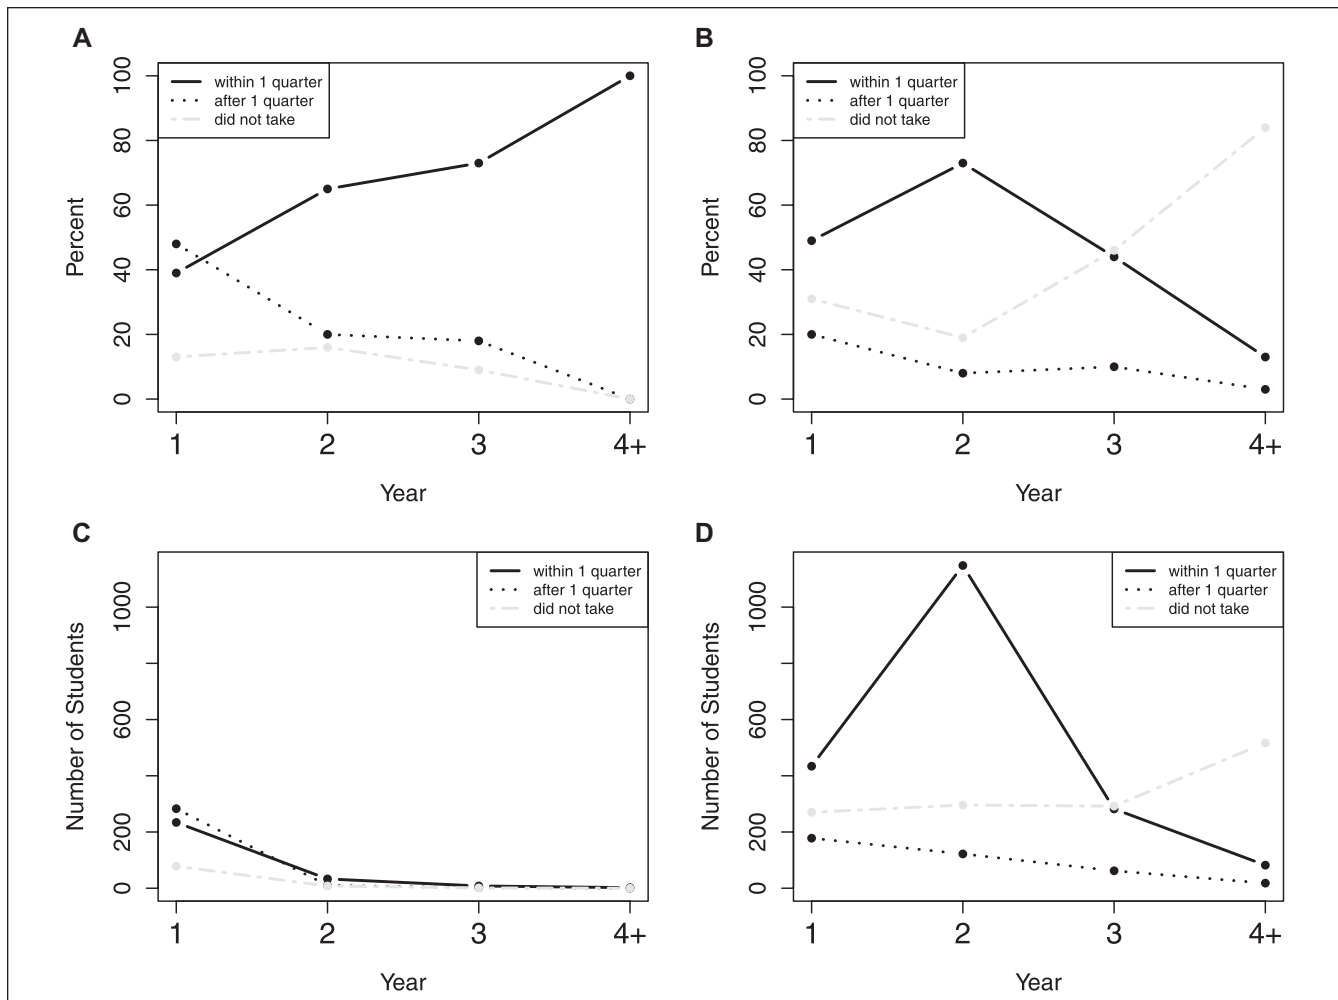 A
within 1 quarter
after 1 quarter
did not take
Percent
100
80
60
40
20
0
1 2 3 4+
Year
B
within 1 quarter
after 1 quarter
did not take
Percent
100
80
60
40
20
0
1 2 3 4+
Year
C
within 1 quarter
after 1 quarter
did not take
Number of Students
1000
600
200
0
1 2 3 4+
Year
D
within 1 quarter
after 1 quarter
did not take
Number of Students
1000
600
200
0
1 2 3 4+
Year